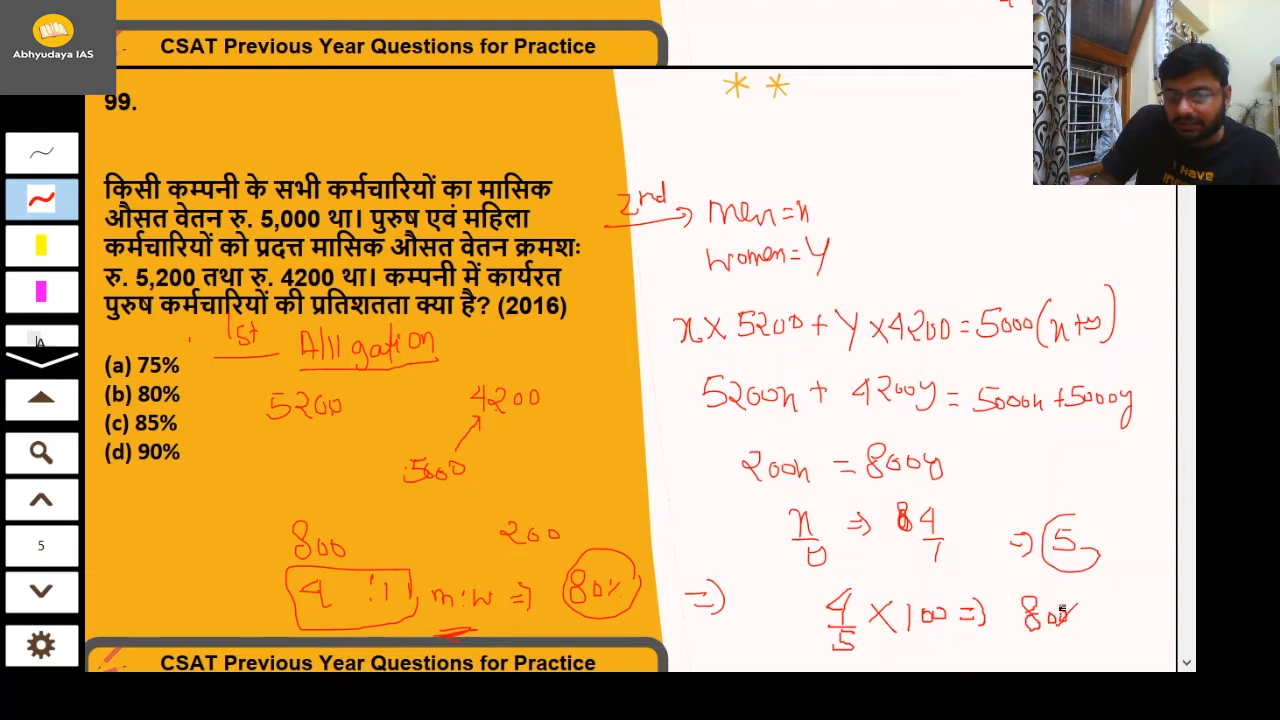 Abhyudaya IAS
CSAT Previous Year Questions for Practice
99.
किसी कम्पनी के सभी कर्मचारियों का मासिक
औसत वेतन रु. 5,000 था। पुरुष एवं महिला
कर्मचारियों को प्रदत्त मासिक औसत वेतन क्रमशः
रु. 5,200 तथा रु. 4200 था। कम्पनी में कार्यरत
पुरुष कर्मचारियों की प्रतिशतता क्या है? (2016)
(a) 75%
(b) 80%
(c) 85%
(d) 90%
1st Alligation
5200 4200
5000
800 200
4 : 1 m:w => 80%
2nd
men = x
women = y
x × 5200 + y × 4200 = 5000(x+y)
5200x + 4200y = 5000x + 5000y
200x = 800y
=> 4/1 => 5
=> 4/5 × 100 =>
I HAVE
5
CSAT Previous Year Questions for Practice